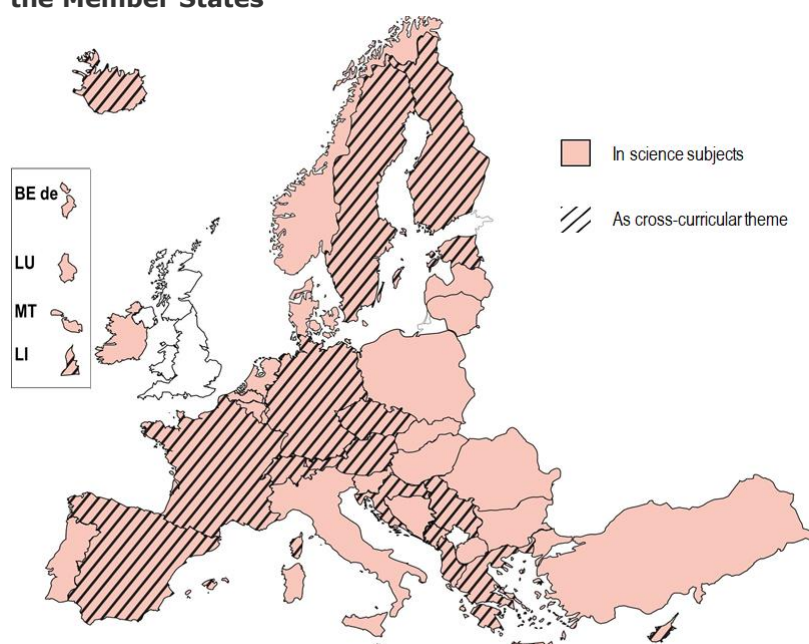 the Member States
In science subjects
As cross-curricular theme
BE de
LU
MT
LI